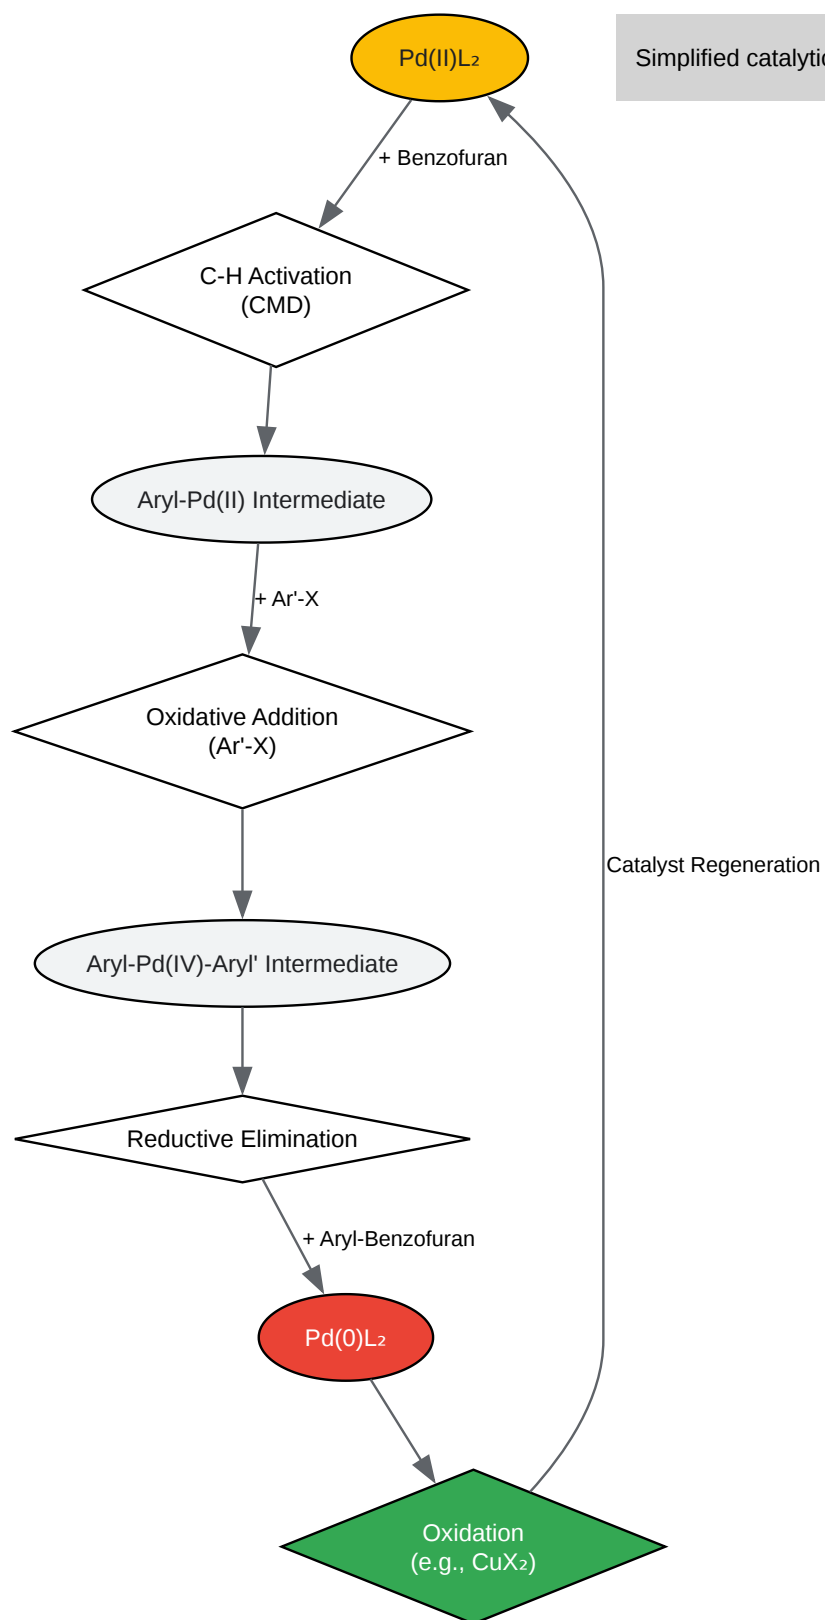 Pd(II)L₂
Simplified catalytic
+ Benzofuran
C-H Activation
(CMD)
Aryl-Pd(II) Intermediate
+ Ar'-X
Oxidative Addition
(Ar'-X)
Catalyst Regeneration
Aryl-Pd(IV)-Aryl' Intermediate
Reductive Elimination
+ Aryl-Benzofuran
Pd(0)L₂
Oxidation
(e.g., CuX₂)